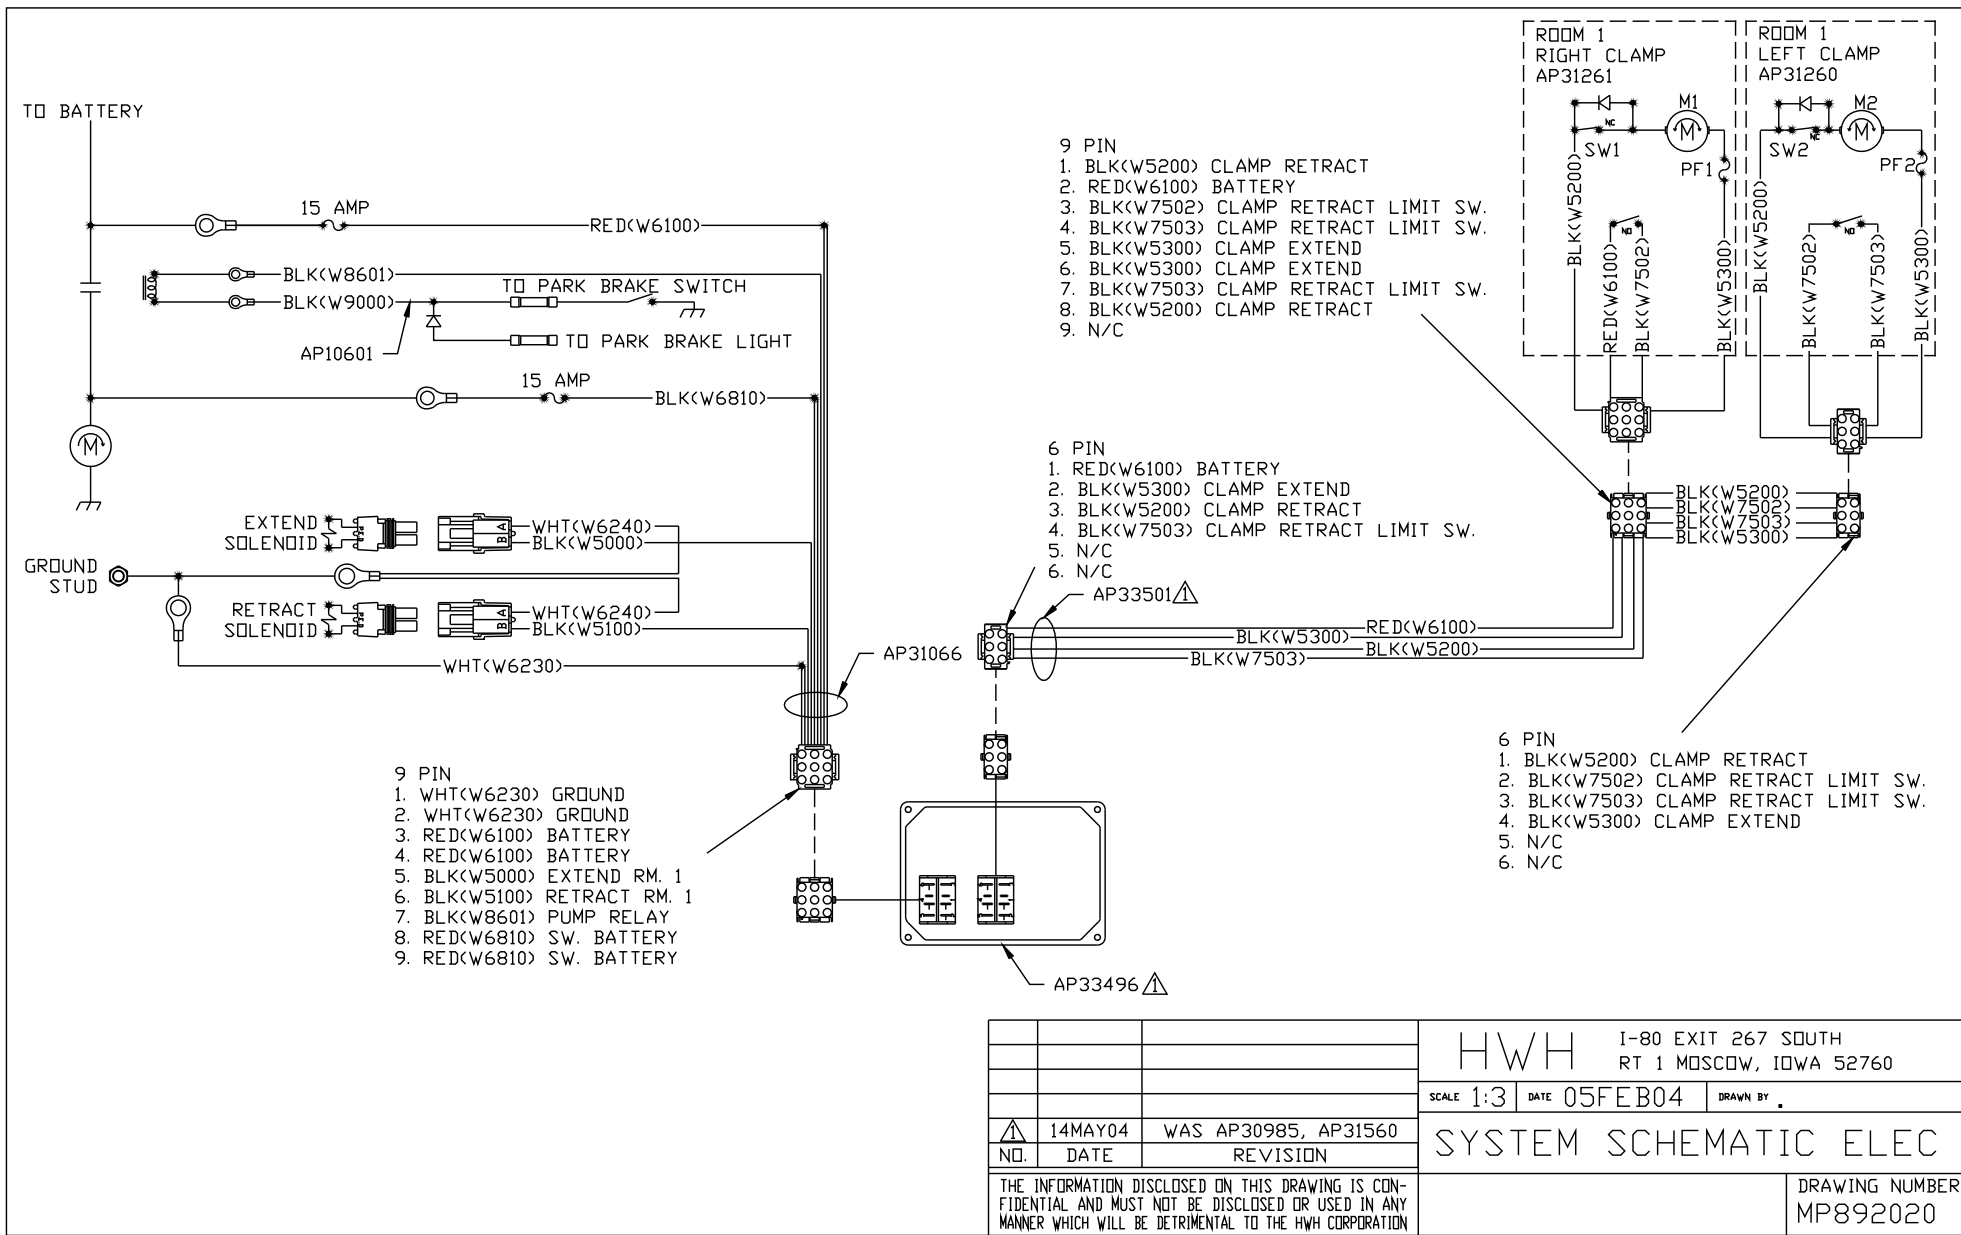 TO BATTERY
15 AMP
RED(W6100)
BLK(W8601)
BLK(W9000)
TO PARK BRAKE SWITCH
TO PARK BRAKE LIGHT
AP10601
15 AMP
BLK(W6810)
M
EXTEND
SOLENOID
A
B
WHT(W6240)
BLK(W5000)
GROUND
STUD
RETRACT
SOLENOID
A
B
WHT(W6240)
BLK(W5100)
WHT(W6230)
AP31066
9 PIN
1. WHT(W6230) GROUND
2. WHT(W6230) GROUND
3. RED(W6100) BATTERY
4. RED(W6100) BATTERY
5. BLK(W5000) EXTEND RM. 1
6. BLK(W5100) RETRACT RM. 1
7. BLK(W8601) PUMP RELAY
8. RED(W6810) SW. BATTERY
9. RED(W6810) SW. BATTERY
9 PIN
1. BLK(W5200) CLAMP RETRACT
2. RED(W6100) BATTERY
3. BLK(W7502) CLAMP RETRACT LIMIT SW.
4. BLK(W7503) CLAMP RETRACT LIMIT SW.
5. BLK(W5300) CLAMP EXTEND
6. BLK(W5300) CLAMP EXTEND
7. BLK(W7503) CLAMP RETRACT LIMIT SW.
8. BLK(W5200) CLAMP RETRACT
9. N/C
6 PIN
1. RED(W6100) BATTERY
2. BLK(W5300) CLAMP EXTEND
3. BLK(W5200) CLAMP RETRACT
4. BLK(W7503) CLAMP RETRACT LIMIT SW.
5. N/C
6. N/C
AP33501 1
RED(W6100)
BLK(W5300)
BLK(W5200)
BLK(W7503)
AP33496 1
ROOM 1
RIGHT CLAMP
AP31261
M1
M
NC
SW1
PF1
NO
BLK(W5200)
RED(W6100)
BLK(W7502)
BLK(W5300)
ROOM 1
LEFT CLAMP
AP31260
M2
M
NC
SW2
PF2
NO
BLK(W5200)
BLK(W7502)
BLK(W7503)
BLK(W5300)
BLK(W5200)
BLK(W7502)
BLK(W7503)
BLK(W5300)
6 PIN
1. BLK(W5200) CLAMP RETRACT
2. BLK(W7502) CLAMP RETRACT LIMIT SW.
3. BLK(W7503) CLAMP RETRACT LIMIT SW.
4. BLK(W5300) CLAMP EXTEND
5. N/C
6. N/C
1 14MAY04 WAS AP30985, AP31560
NO. DATE REVISION
THE INFORMATION DISCLOSED ON THIS DRAWING IS CON-
FIDENTIAL AND MUST NOT BE DISCLOSED OR USED IN ANY
MANNER WHICH WILL BE DETRIMENTAL TO THE HWH CORPORATION
HWH
I-80 EXIT 267 SOUTH
RT 1 MOSCOW, IOWA 52760
SCALE 1:3 DATE 05FEB04 DRAWN BY .
SYSTEM SCHEMATIC ELEC
DRAWING NUMBER
MP892020